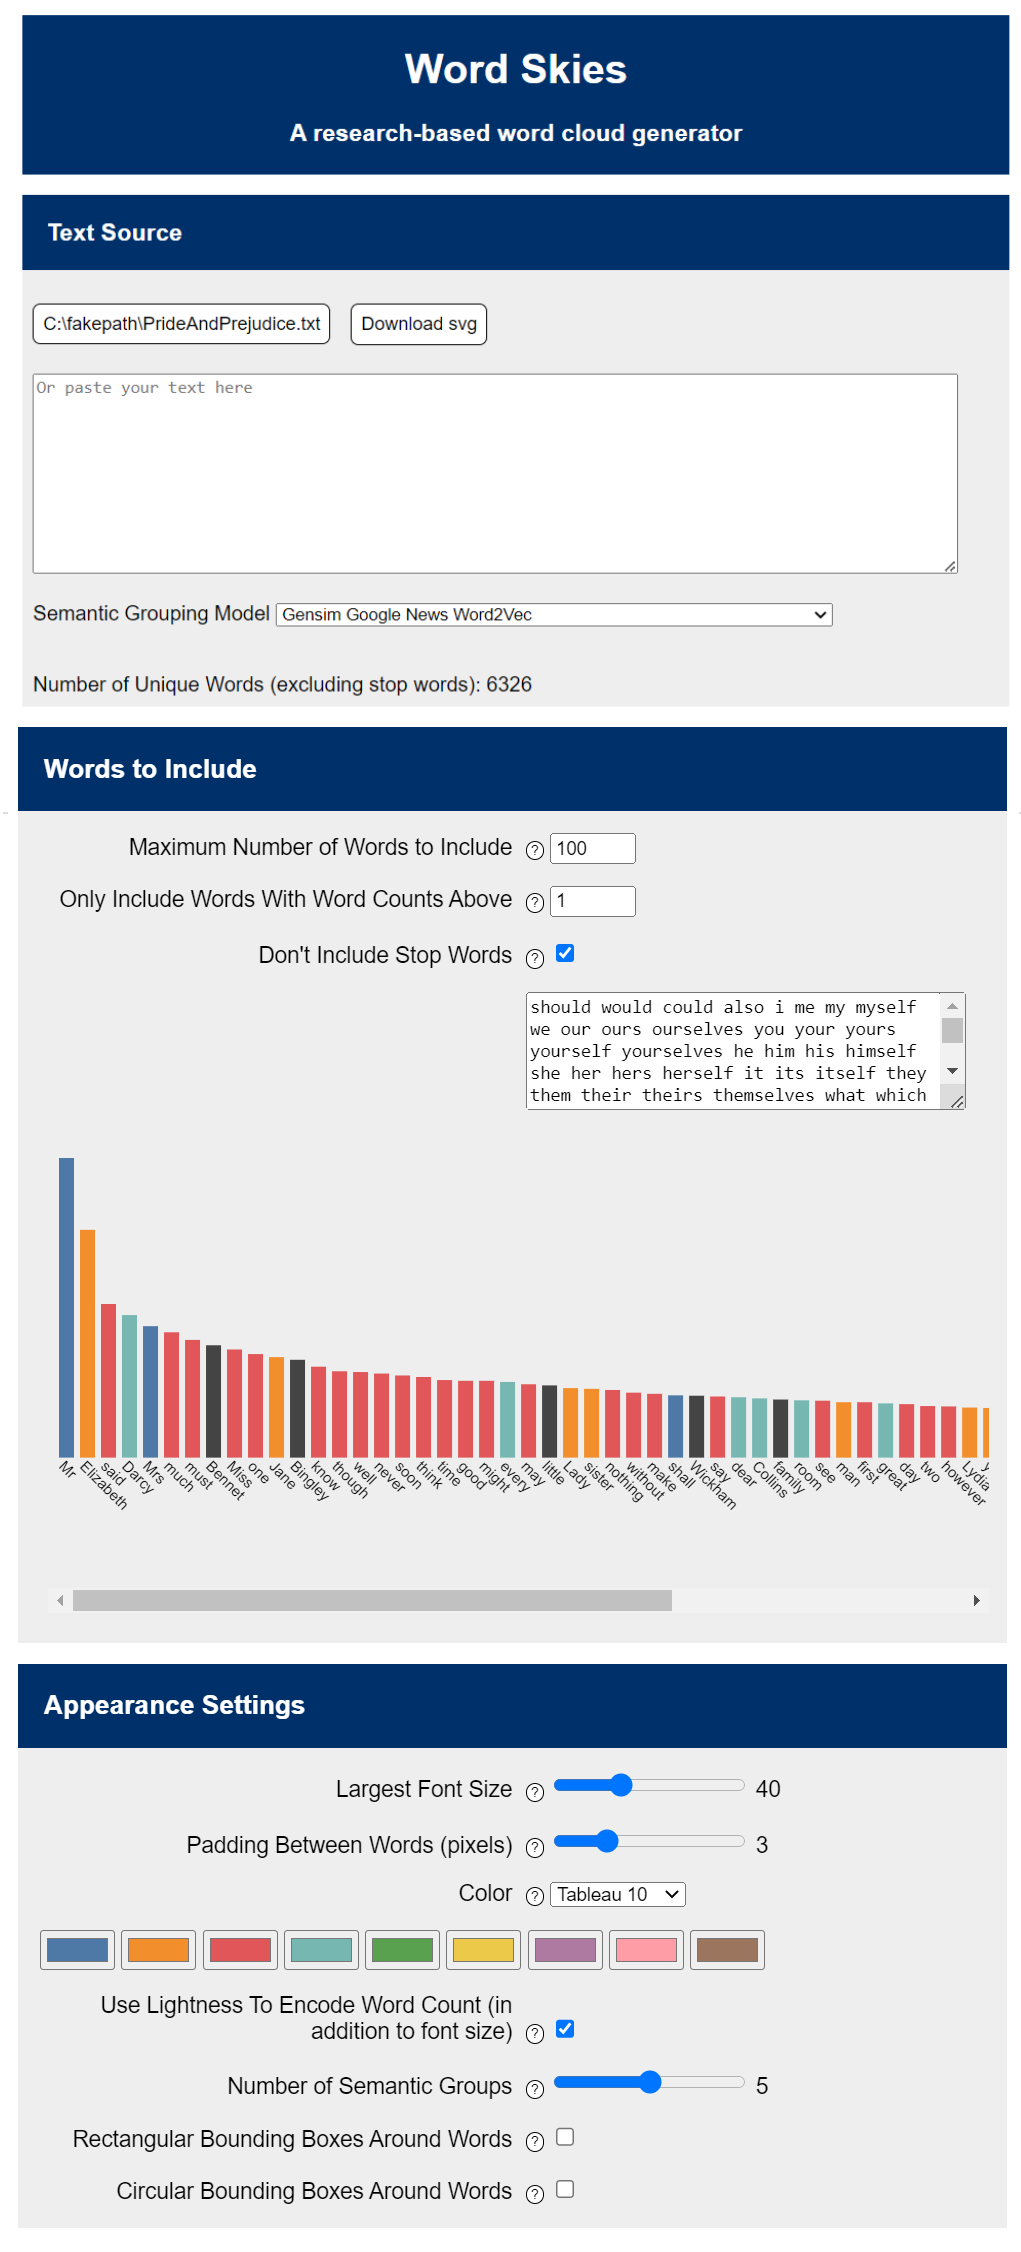 Word Skies
A research-based word cloud generator
Text Source
C:\fakepath\PrideAndPrejudice.txt
Download svg
Or paste your text here
Semantic Grouping Model
Gensim Google News Word2Vec
Number of Unique Words (excluding stop words): 6326
Words to Include
Maximum Number of Words to Include ? 100
Only Include Words With Word Counts Above ? 1
Don't Include Stop Words ?
should would could also i me my myself
we our ours ourselves you your yours
yourself yourselves he him his himself
she her hers herself it its itself they
them their theirs themselves what which
Mr
Elizabeth
said
Darcy
Mrs
much
must
Bennet
Miss
one
Jane
Bingley
know
though
well
never
soon
think
time
good
might
every
may
little
Lady
sister
nothing
without
make
shall
Wickham
say
dear
Collins
family
room
see
man
first
great
day
two
however
Lydia
Appearance Settings
Largest Font Size ? 40
Padding Between Words (pixels) ? 3
Color ? Tableau 10
Use Lightness To Encode Word Count (in
addition to font size) ?
Number of Semantic Groups ? 5
Rectangular Bounding Boxes Around Words ?
Circular Bounding Boxes Around Words ?